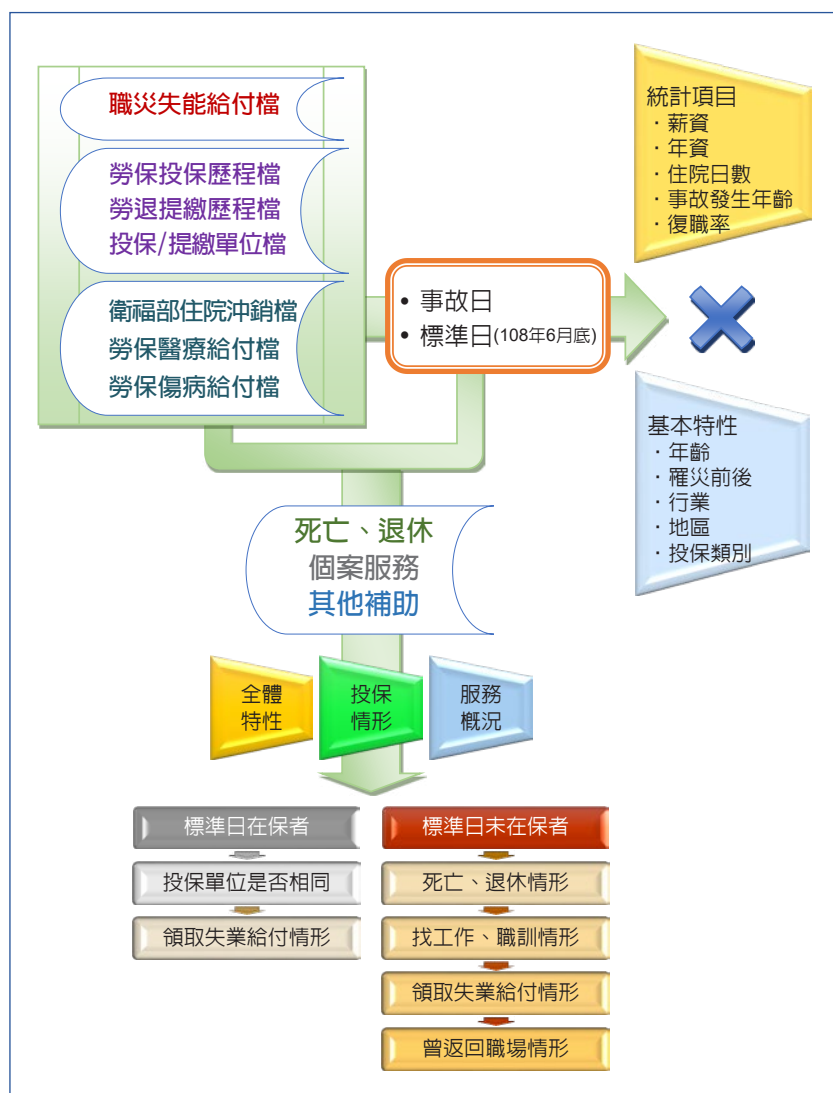 職災失能給付檔
勞保投保歷程檔
勞退提繳歷程檔
投保/提繳單位檔
衛福部住院沖銷檔
勞保醫療給付檔
勞保傷病給付檔
• 事故日
• 標準日(108年6月底)
統計項目
．薪資
．年資
．住院日數
．事故發生年齡
．復職率
基本特性
．年齡
．罹災前後
．行業
．地區
．投保類別
死亡、退休
個案服務
其他補助
全體
特性
投保
情形
服務
概況
標準日在保者
投保單位是否相同
領取失業給付情形
標準日未在保者
死亡、退休情形
找工作、職訓情形
領取失業給付情形
曾返回職場情形